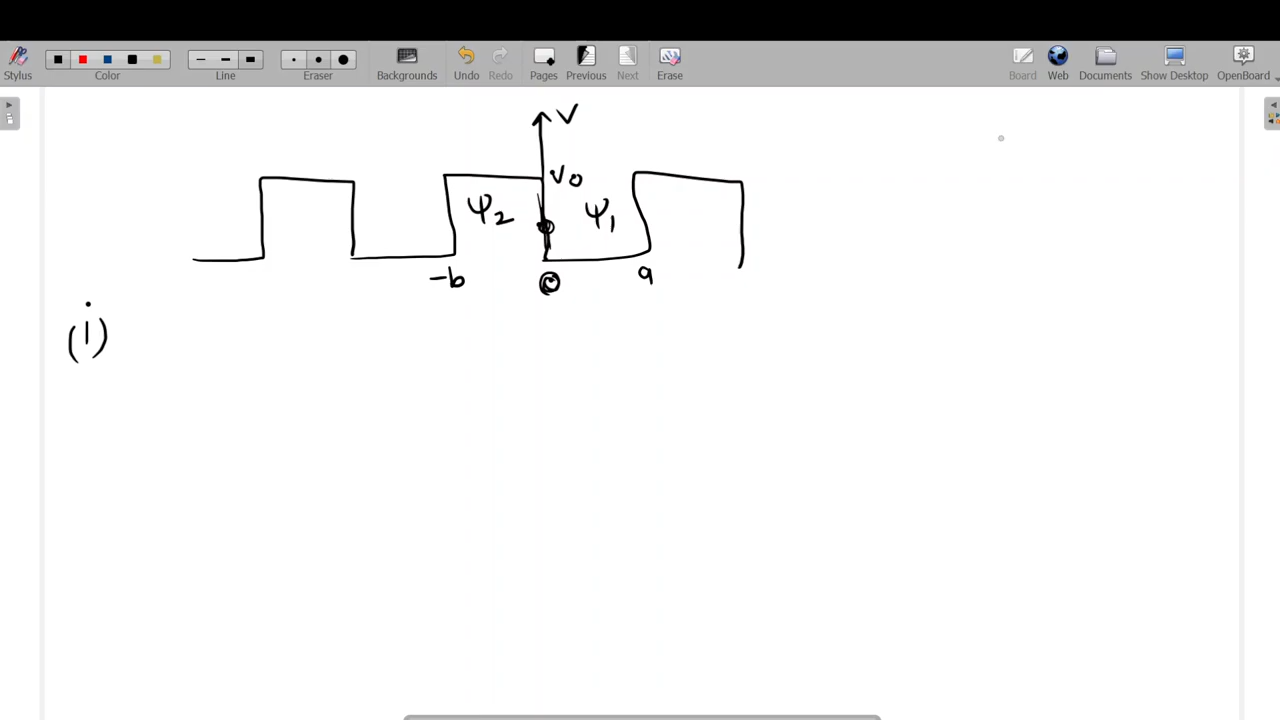 Stylus
Color
Line
Eraser
Backgrounds
Undo
Redo
Pages
Previous
Next
Erase
Board
Web
Documents
Show Desktop
OpenBoard
V
V0
ψ2
ψ1
-b
a
(i)